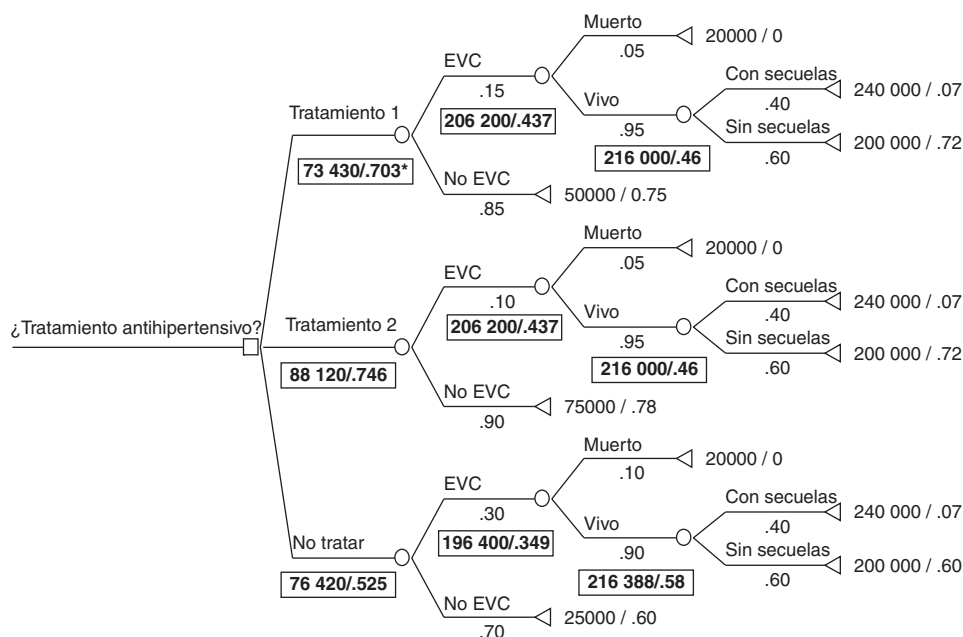 ¿Tratamiento antihipertensivo?
Tratamiento 1
73 430/.703*
EVC
.15
206 200/.437
Muerto
.05
20000 / 0
Vivo
.95
216 000/.46
Con secuelas
.40
240 000 / .07
Sin secuelas
.60
200 000 / .72
No EVC
.85
50000 / 0.75
Tratamiento 2
88 120/.746
EVC
.10
206 200/.437
Muerto
.05
20000 / 0
Vivo
.95
216 000/.46
Con secuelas
.40
240 000 / .07
Sin secuelas
.60
200 000 / .72
No EVC
.90
75000 / .78
No tratar
76 420/.525
EVC
.30
196 400/.349
Muerto
.10
20000 / 0
Vivo
.90
216 388/.58
Con secuelas
.40
240 000 / .07
Sin secuelas
.60
200 000 / .60
No EVC
.70
25000 / .60